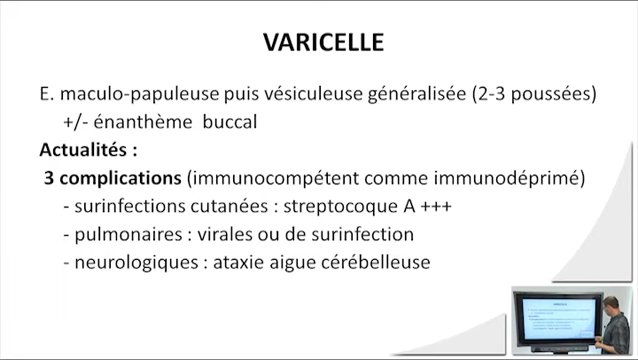 VARICELLE
E. maculo-papuleuse puis vésiculeuse généralisée (2-3 poussées)
+/- énanthème buccal
Actualités :
3 complications (immunocompétent comme immunodéprimé)
- surinfections cutanées : streptocoque A +++
- pulmonaires : virales ou de surinfection
- neurologiques : ataxie aigue cérébelleuse